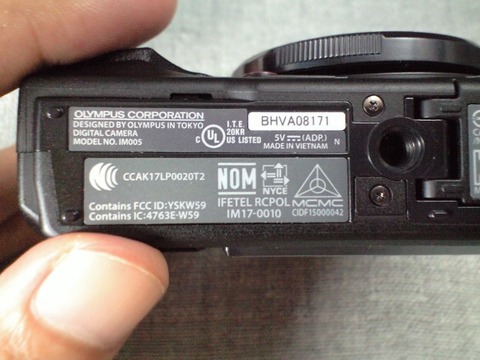 OLYMPUS CORPORATION
DESIGNED BY OLYMPUS IN TOKYO
DIGITAL CAMERA
MODEL NO. IM005
C UL US LISTED
I.T.E.
20KR
BHVA08171
5V⎓(ADP.)
MADE IN VIETNAM N
CCAK17LP0020T2
Contains FCC ID:YSKW59
Contains IC:4763E-W59
NOM
NYCE
IFETEL RCPOL
IM17-0010
MCMC
CIDF15000042